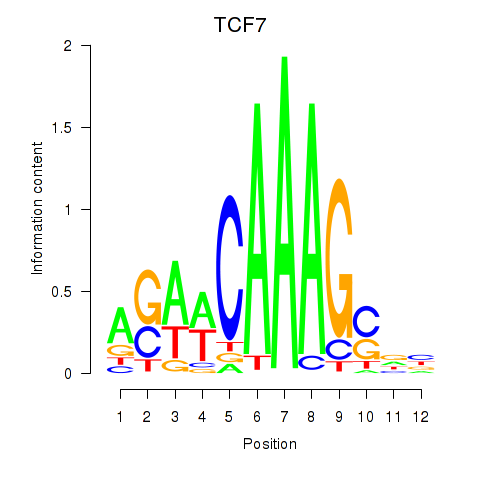 TCF7
Information content
2
1.5
1
0.5
0
A G T C
G C T
A T G
A T C G
C T G A
A T
A
A C
G C T
C G T A
G T A C
C T G
1 2 3 4 5 6 7 8 9 10 11 12
Position